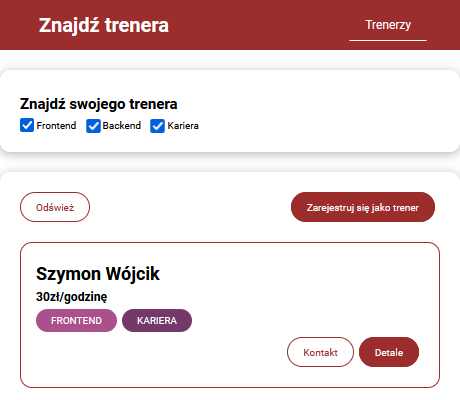 Znajdź trenera
Trenerzy
Znajdź swojego trenera
Frontend Backend Kariera
Odśwież
Zarejestruj się jako trener
Szymon Wójcik
30zł/godzinę
FRONTEND KARIERA
Kontakt Detale